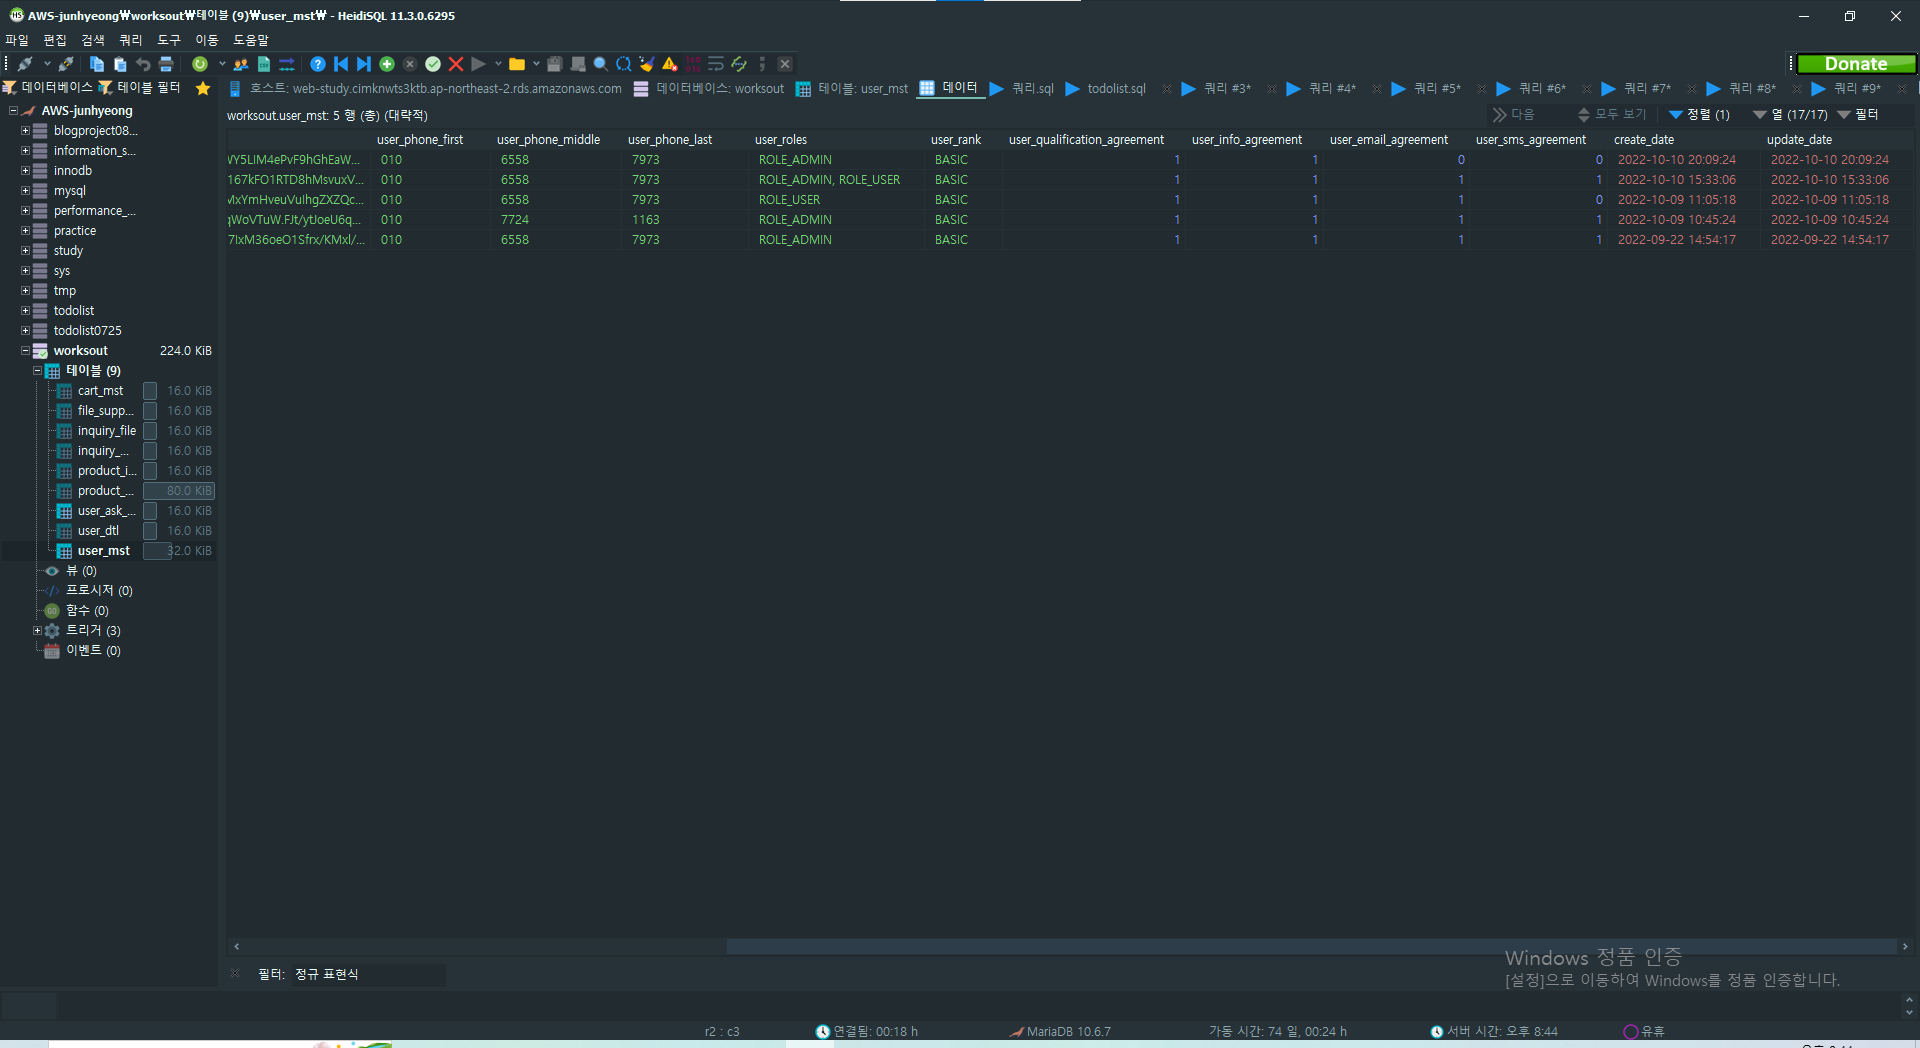 AWS-junhyeong₩worksout₩테이블 (9)₩user_mst₩ - HeidiSQL 11.3.0.6295
파일 편집 검색 쿼리 도구 이동 도움말
Donate
데이터베이스 테이블 필터 호스트: web-study.cimknwts3ktb.ap-northeast-2.rds.amazonaws.com 데이터베이스: worksout 테이블: user_mst 데이터 쿼리.sql todolist.sql 쿼리 #3* 쿼리 #4* 쿼리 #5* 쿼리 #6* 쿼리 #7* 쿼리 #8* 쿼리 #9*
worksout.user_mst: 5 행 (총) (대략적) 다음 모두 보기 정렬 (1) 열 (17/17) 필터
user_phone_first user_phone_middle user_phone_last user_roles user_rank user_qualification_agreement user_info_agreement user_email_agreement user_sms_agreement create_date update_date
010 6558 7973 ROLE_ADMIN BASIC 1 1 0 0 2022-10-10 20:09:24 2022-10-10 20:09:24
167kFO1RTD8hMsvuxV... 010 6558 7973 ROLE_ADMIN, ROLE_USER BASIC 1 1 1 1 2022-10-10 15:33:06 2022-10-10 15:33:06
010 6558 7973 ROLE_USER BASIC 1 1 1 0 2022-10-09 11:05:18 2022-10-09 11:05:18
010 7724 1163 ROLE_ADMIN BASIC 1 1 1 1 2022-10-09 10:45:24 2022-10-09 10:45:24
010 6558 7973 ROLE_ADMIN BASIC 1 1 1 1 2022-09-22 14:54:17 2022-09-22 14:54:17
AWS-junhyeong
blogproject08...
information_s...
innodb
mysql
performance_...
practice
study
sys
tmp
todolist
todolist0725
worksout 224.0 KiB
테이블 (9)
cart_mst 16.0 KiB
file_supp... 16.0 KiB
inquiry_file 16.0 KiB
inquiry_... 16.0 KiB
product_i... 16.0 KiB
product_... 80.0 KiB
user_ask_... 16.0 KiB
user_dtl 16.0 KiB
user_mst 32.0 KiB
뷰 (0)
프로시저 (0)
함수 (0)
트리거 (3)
이벤트 (0)
필터: 정규 표현식
Windows 정품 인증
[설정]으로 이동하여 Windows를 정품 인증합니다.
r2 : c3 연결됨: 00:18 h MariaDB 10.6.7 가동 시간: 74 일, 00:24 h 서버 시간: 오후 8:44 유휴